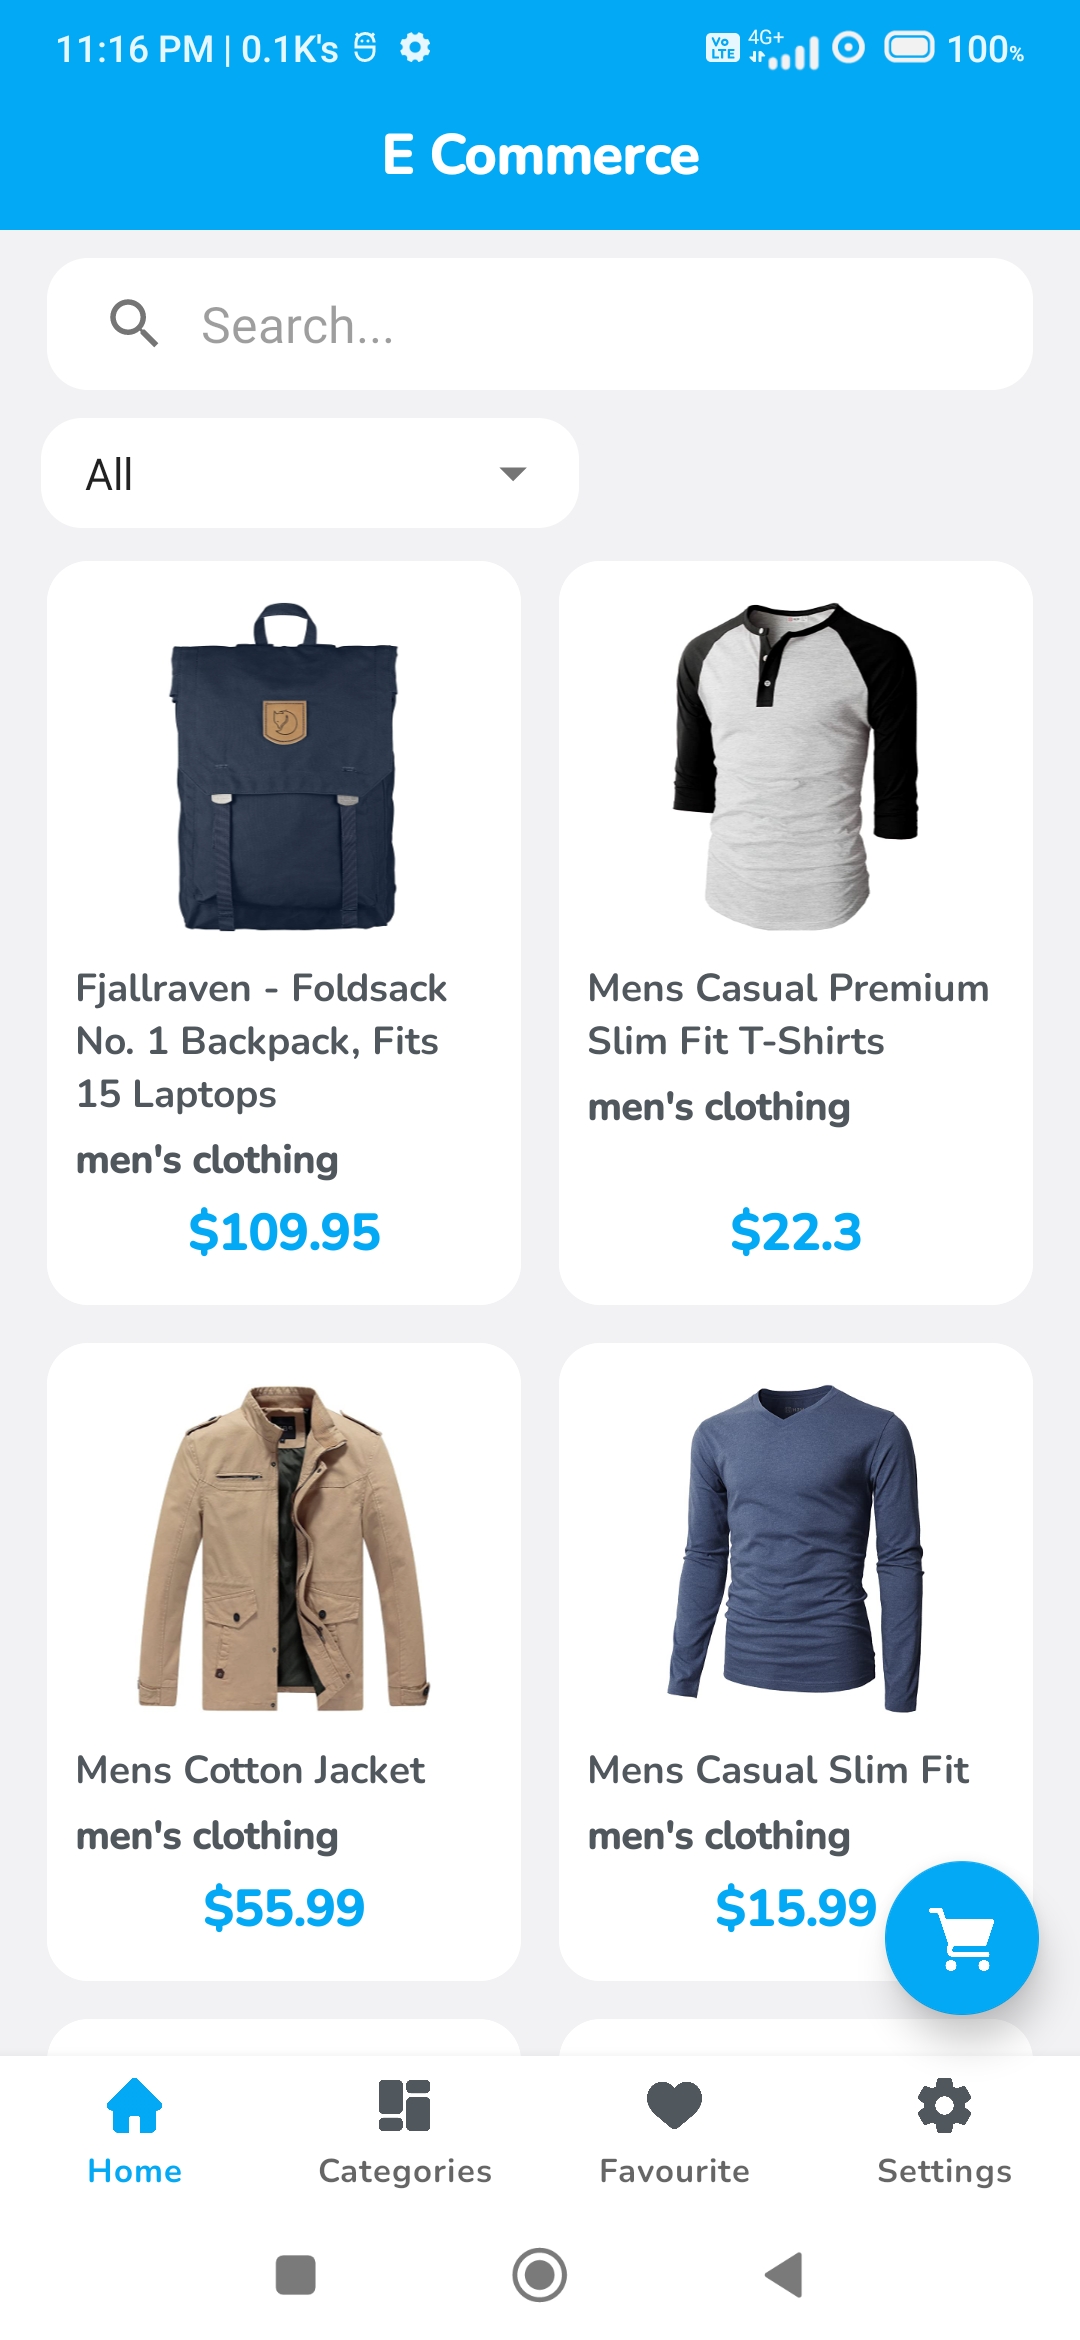 11:16 PM | 0.1K's
Vo LTE 4G+ 100%
E Commerce
Search...
All
Fjallraven - Foldsack
No. 1 Backpack, Fits
15 Laptops
men's clothing
$109.95
Mens Casual Premium
Slim Fit T-Shirts
men's clothing
$22.3
Mens Cotton Jacket
men's clothing
$55.99
Mens Casual Slim Fit
men's clothing
$15.99
Home
Categories
Favourite
Settings